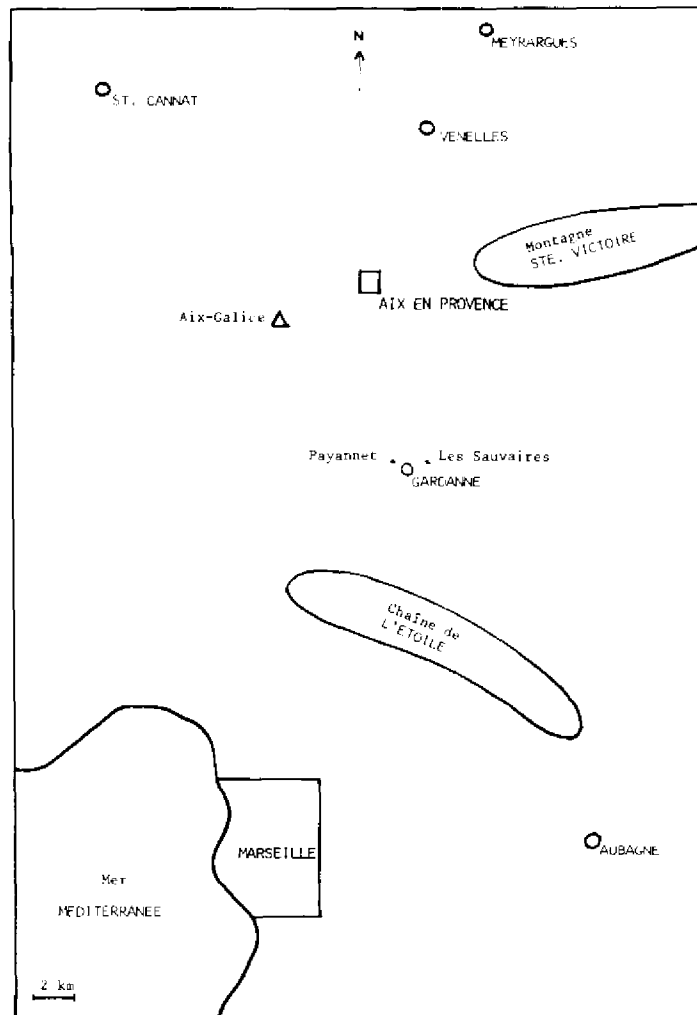 N
MEYRARGUES
ST. CANNAT
VENELLES
Montagne
STE. VICTOIRE
AIX EN PROVENCE
Aix-Galice
Payannet
Les Sauvaires
GARDANNE
Chaîne de
L'ETOILE
MARSEILLE
AUBAGNE
Mer
MEDITERRANEE
2 km